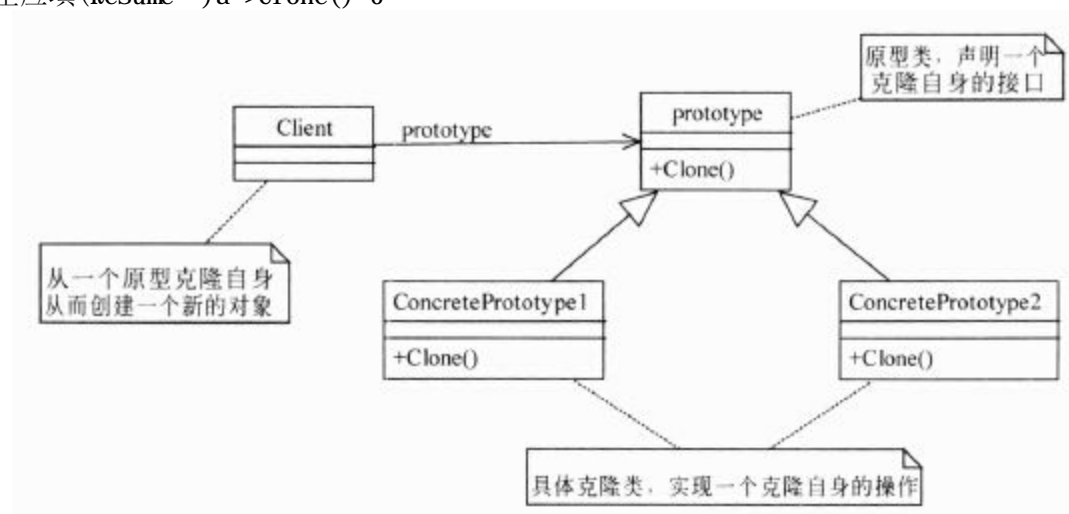 原型类，声明一个
克隆自身的接口
Client
prototype
prototype
+Clone()
从一个原型克隆自身
从而创建一个新的对象
ConcretePrototype1
+Clone()
ConcretePrototype2
+Clone()
具体克隆类，实现一个克隆自身的操作